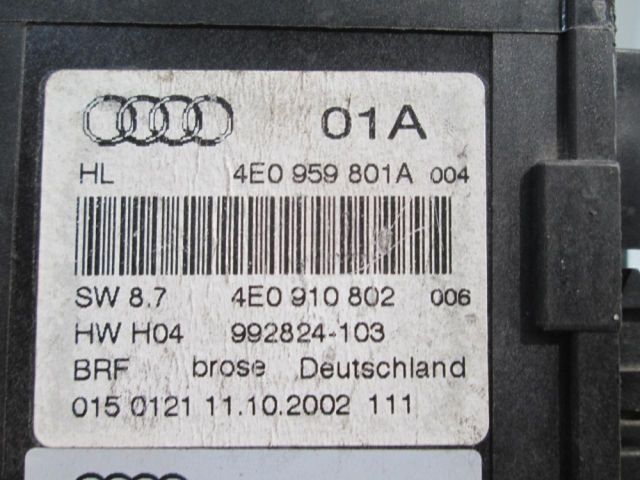 01A
HL 4E0 959 801A 004
SW 8.7 4E0 910 802 006
HW H04 992824-103
BRF brose Deutschland
015 0121 11.10.2002 111